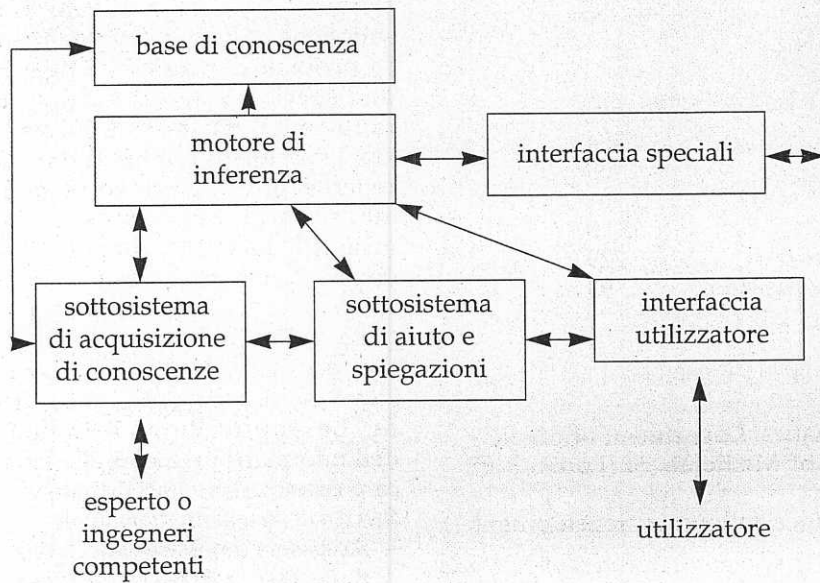 base di conoscenza
motore di
inferenza
interfaccia speciali
sottosistema
di acquisizione
di conoscenze
sottosistema
di aiuto e
spiegazioni
interfaccia
utilizzatore
esperto o
ingegneri
competenti
utilizzatore